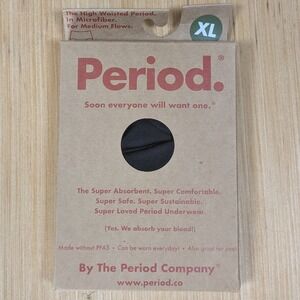 The High Waisted Period.
In Microfiber.
For Medium Flows.
XL
Period.®
Soon everyone will want one.®
The Super Absorbent. Super Comfortable.
Super Safe. Super Sustainable.
Super Loved Period Underwear.
(Yes. We absorb your blood!)
Made without PFAS • Can be worn everyday! • Also great for pee!
By The Period Company®
www.period.co